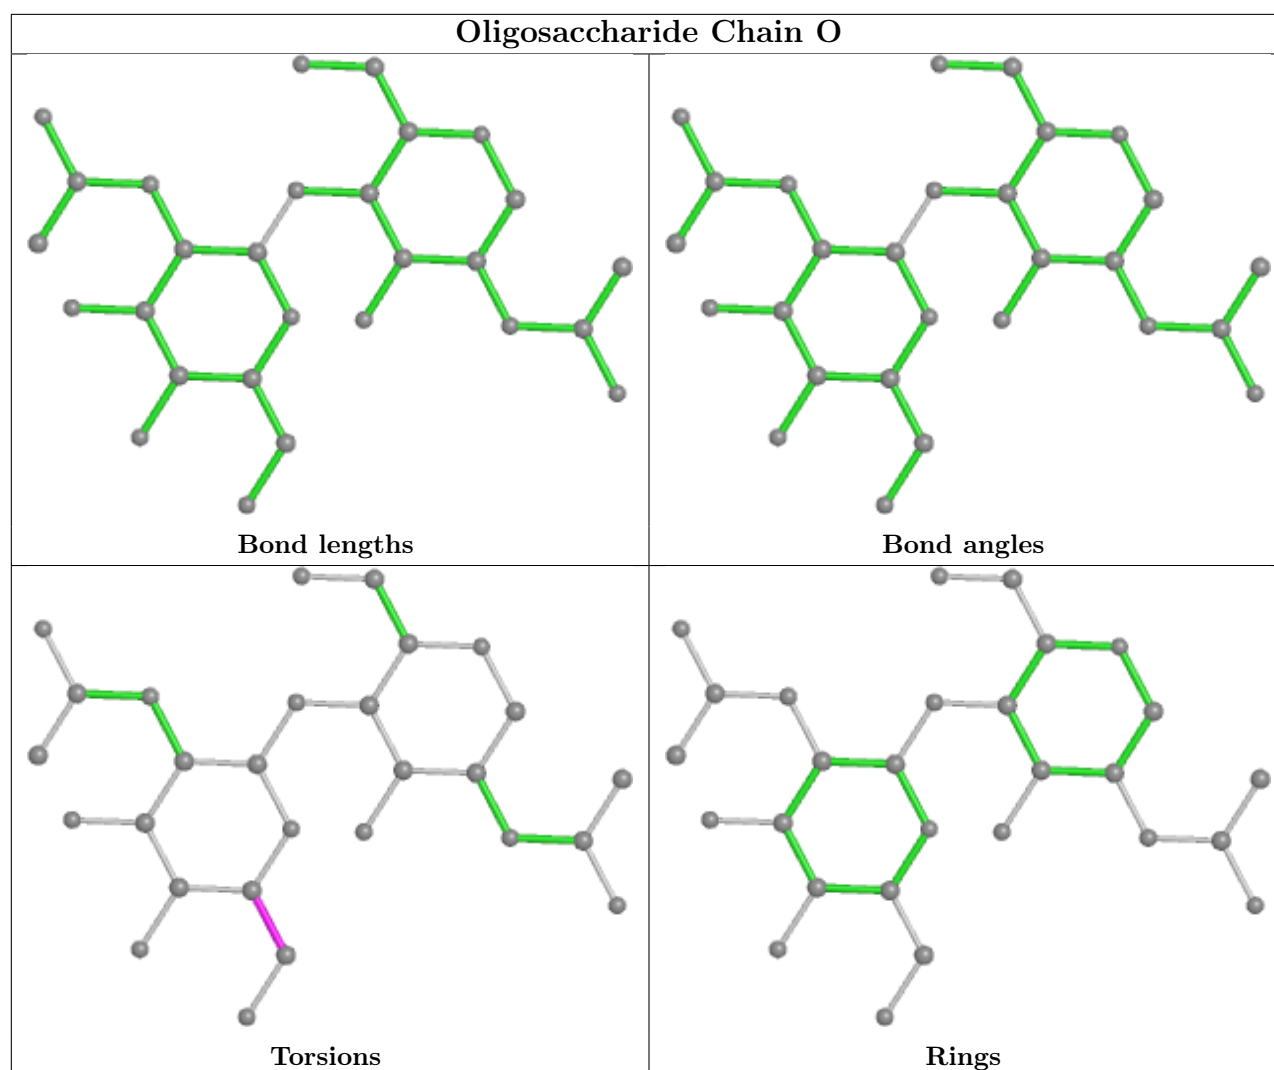 Oligosaccharide Chain O
Bond lengths
Bond angles
Torsions
Rings